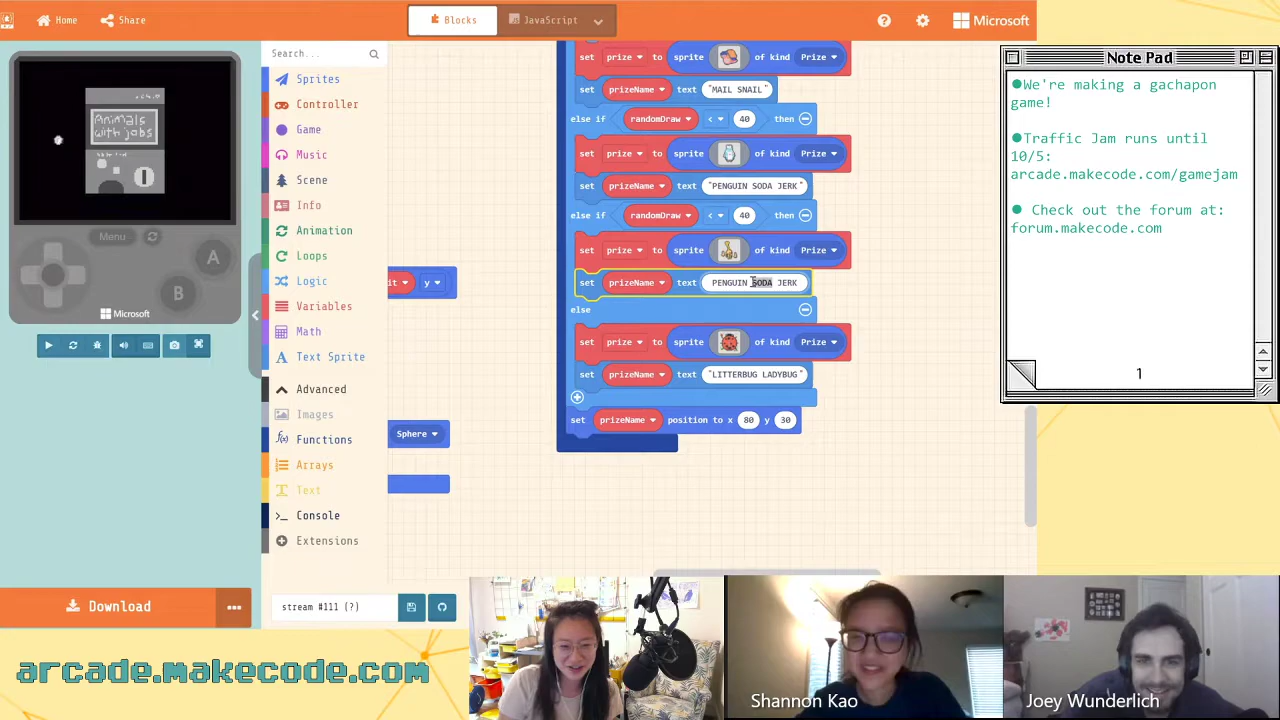 Home
Share
Blocks
JavaScript
Microsoft
Search...
Sprites
Controller
Game
Music
Scene
Info
Animation
Loops
Logic
Variables
Math
Text Sprite
Advanced
Images
Functions
Arrays
Text
Console
Extensions
Animals
with jobs
Menu
A
B
Microsoft
Download
stream #111 (?)
arcade.makecode.com
y
Sphere
set prize to sprite of kind Prize
set prizeName text "MAIL SNAIL"
else if randomDraw < 40 then
set prize to sprite of kind Prize
set prizeName text "PENGUIN SODA JERK"
else if randomDraw < 40 then
set prize to sprite of kind Prize
set prizeName text PENGUIN SODA JERK
else
set prize to sprite of kind Prize
set prizeName text "LITTERBUG LADYBUG"
set prizeName position to x 80 y 30
Note Pad
●We're making a gachapon
game!
●Traffic Jam runs until
10/5:
arcade.makecode.com/gamejam
● Check out the forum at:
forum.makecode.com
1
Shannon Kao